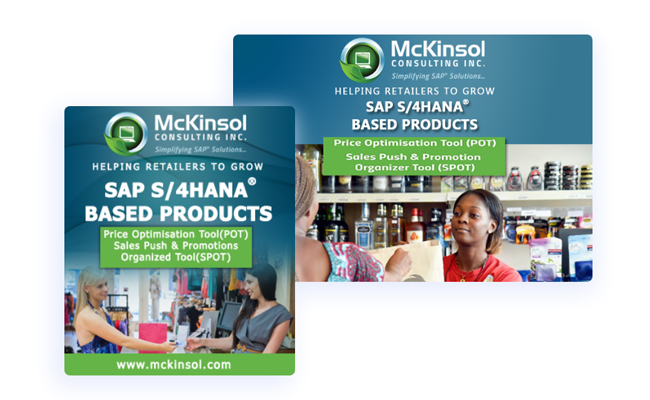 McKinsol
CONSULTING INC.
Simplifying SAP® Solutions...
HELPING RETAILERS TO GROW
SAP S/4HANA®
BASED PRODUCTS
Price Optimisation Tool(POT)
Sales Push & Promotions
Organized Tool(SPOT)
www.mckinsol.com
McKinsol
CONSULTING INC.
Simplifying SAP® Solutions...
HELPING RETAILERS TO GROW
SAP S/4HANA®
BASED PRODUCTS
Price Optimisation Tool (POT)
Sales Push & Promotion
Organizer Tool (SPOT)